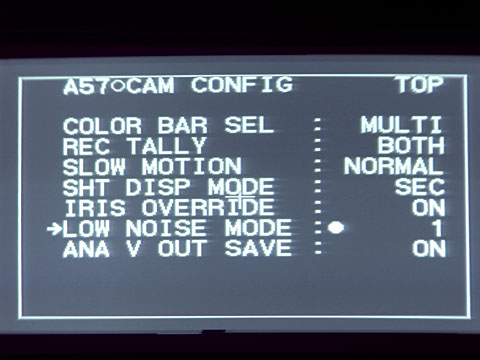 A57○CAM CONFIG TOP
COLOR BAR SEL : MULTI
REC TALLY : BOTH
SLOW MOTION : NORMAL
SHT DISP MODE : SEC
IRIS OVERRIDE : ON
→LOW NOISE MODE :● 1
ANA V OUT SAVE : ON